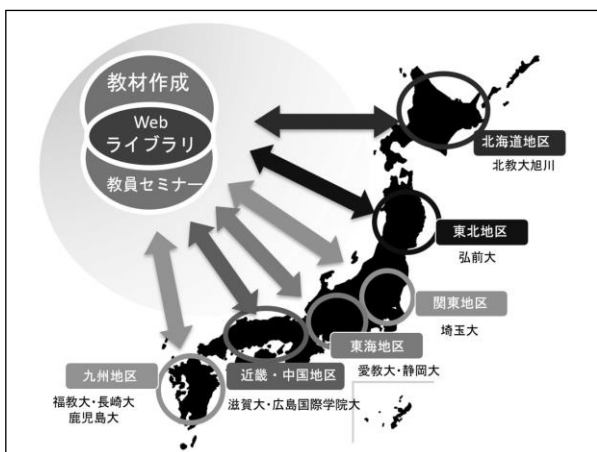 教材作成
Web
ライブラリ
教員セミナー
北海道地区
北教大旭川
東北地区
弘前大
関東地区
埼玉大
東海地区
愛教大・静岡大
近畿・中国地区
滋賀大・広島国際学院大
九州地区
福教大・長崎大
鹿児島大